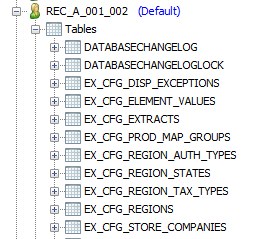 REC_A_001_002 (Default)
Tables
DATABASECHANGELOG
DATABASECHANGELOGLOCK
EX_CFG_DISP_EXCEPTIONS
EX_CFG_ELEMENT_VALUES
EX_CFG_EXTRACTS
EX_CFG_PROD_MAP_GROUPS
EX_CFG_REGION_AUTH_TYPES
EX_CFG_REGION_STATES
EX_CFG_REGION_TAX_TYPES
EX_CFG_REGIONS
EX_CFG_STORE_COMPANIES